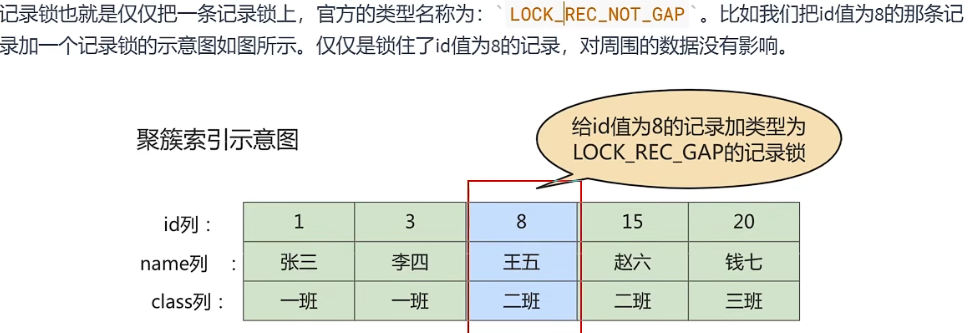 记录锁也就是仅仅把一条记录锁上，官方的类型名称为：`LOCK_REC_NOT_GAP`。比如我们把id值为8的那条记
录加一个记录锁的示意图如图所示。仅仅是锁住了id值为8的记录，对周围的数据没有影响。
聚簇索引示意图
给id值为8的记录加类型为
LOCK_REC_GAP的记录锁
id列： 1 3 8 15 20
name列 ： 张三 李四 王五 赵六 钱七
class列： 一班 一班 二班 二班 三班